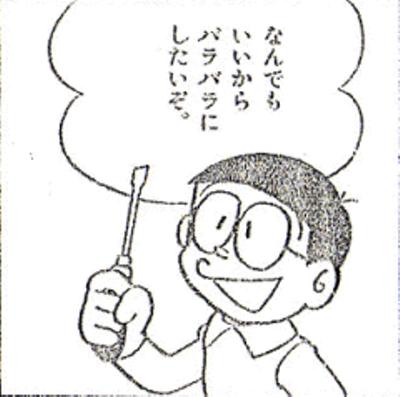 なんでも
いいから
バラバラに
したいぞ。